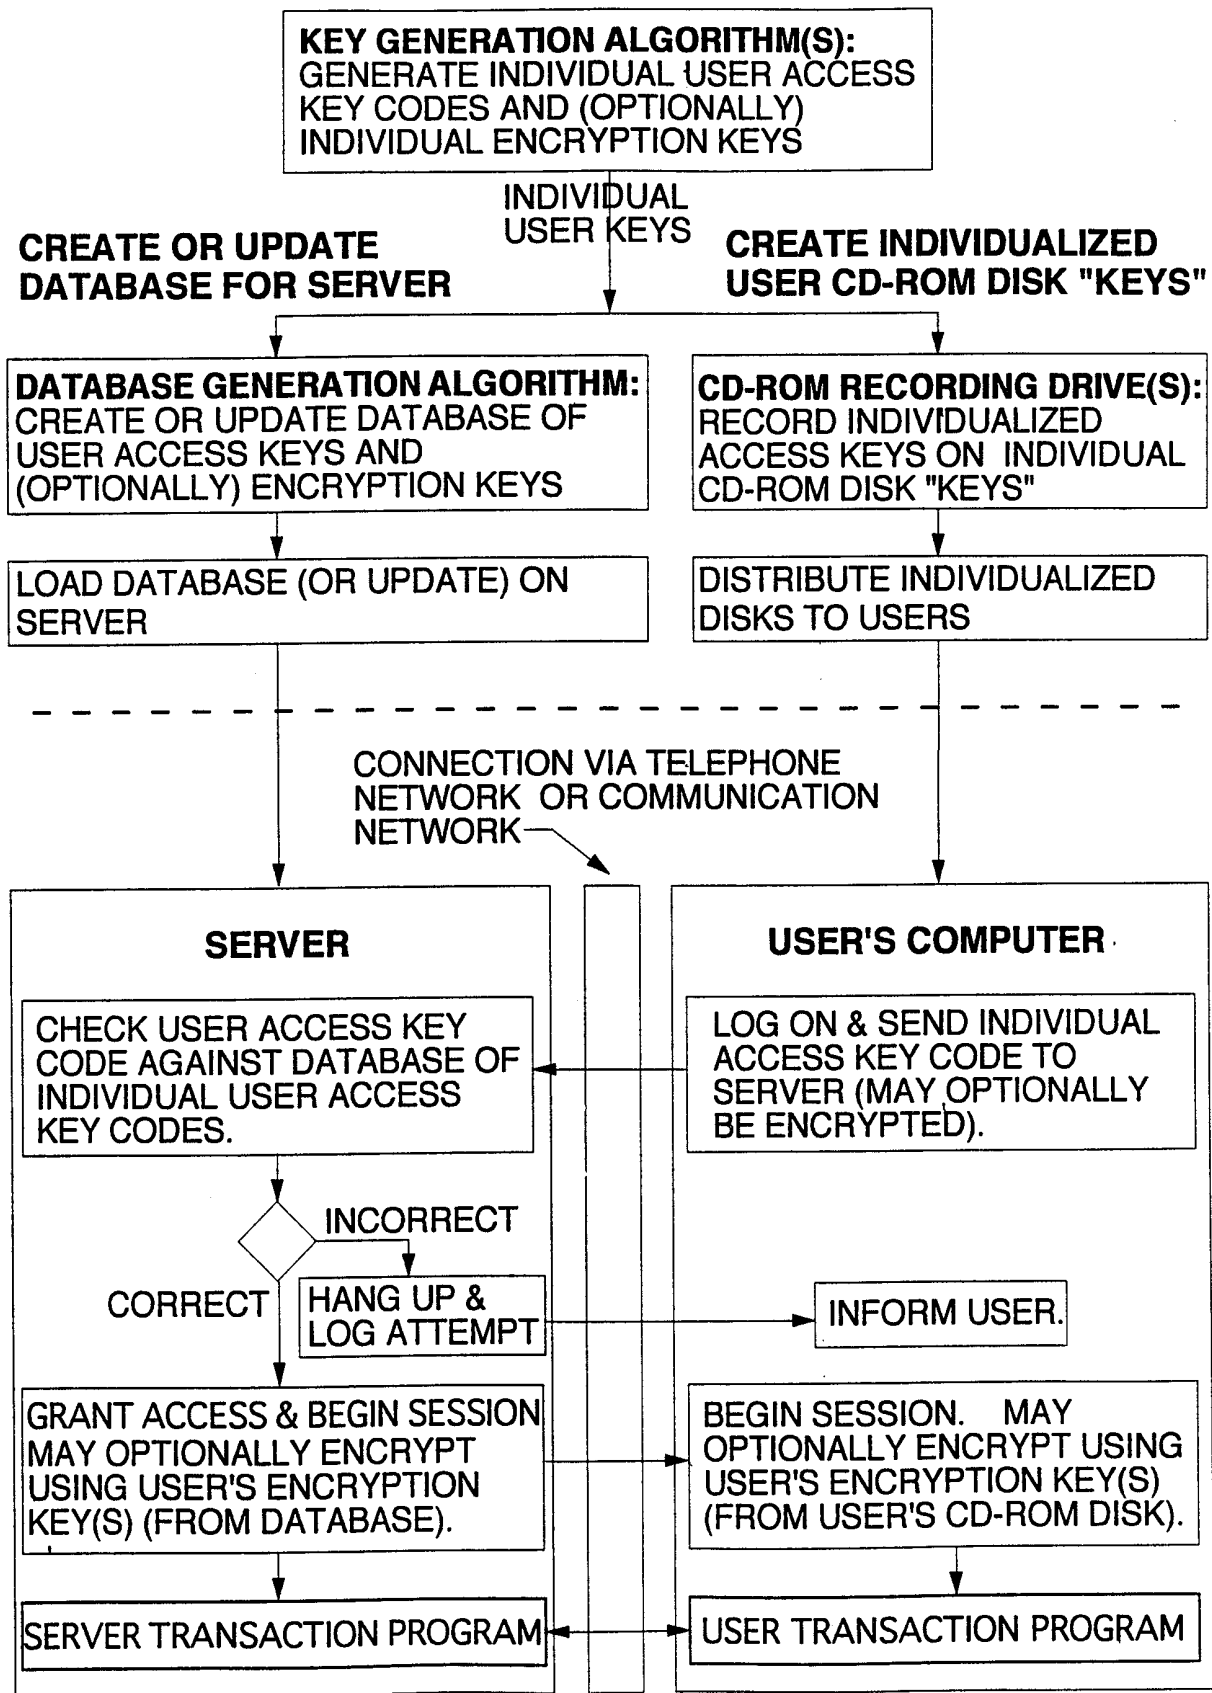 KEY GENERATION ALGORITHM(S):
GENERATE INDIVIDUAL USER ACCESS
KEY CODES AND (OPTIONALLY)
INDIVIDUAL ENCRYPTION KEYS
INDIVIDUAL
USER KEYS
CREATE OR UPDATE
DATABASE FOR SERVER
CREATE INDIVIDUALIZED
USER CD-ROM DISK "KEYS"
DATABASE GENERATION ALGORITHM:
CREATE OR UPDATE DATABASE OF
USER ACCESS KEYS AND
(OPTIONALLY) ENCRYPTION KEYS
CD-ROM RECORDING DRIVE(S):
RECORD INDIVIDUALIZED
ACCESS KEYS ON INDIVIDUAL
CD-ROM DISK "KEYS"
LOAD DATABASE (OR UPDATE) ON
SERVER
DISTRIBUTE INDIVIDUALIZED
DISKS TO USERS
CONNECTION VIA TELEPHONE
NETWORK OR COMMUNICATION
NETWORK
SERVER
USER'S COMPUTER
CHECK USER ACCESS KEY
CODE AGAINST DATABASE OF
INDIVIDUAL USER ACCESS
KEY CODES.
LOG ON & SEND INDIVIDUAL
ACCESS KEY CODE TO
SERVER (MAY OPTIONALLY
BE ENCRYPTED).
INCORRECT
CORRECT
HANG UP &
LOG ATTEMPT
INFORM USER.
GRANT ACCESS & BEGIN SESSION
MAY OPTIONALLY ENCRYPT
USING USER'S ENCRYPTION
KEY(S) (FROM DATABASE).
BEGIN SESSION. MAY
OPTIONALLY ENCRYPT USING
USER'S ENCRYPTION KEY(S)
(FROM USER'S CD-ROM DISK).
SERVER TRANSACTION PROGRAM
USER TRANSACTION PROGRAM